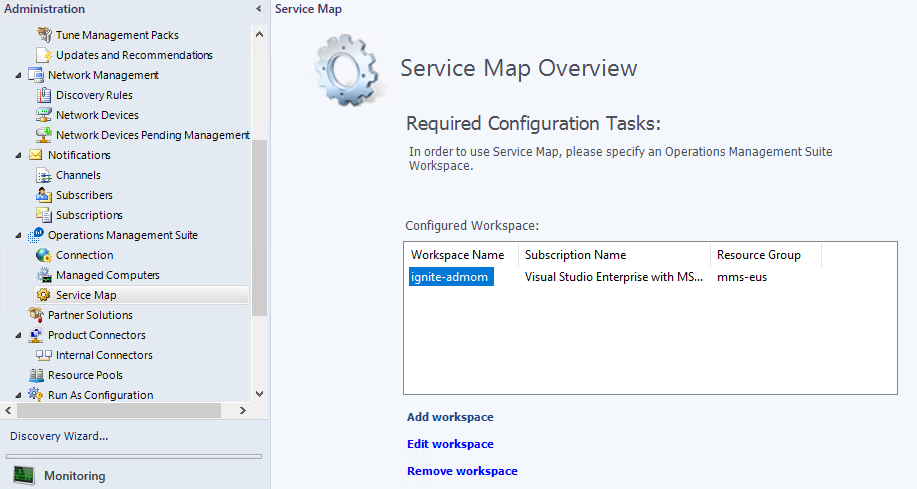 Administration
Tune Management Packs
Updates and Recommendations
Network Management
Discovery Rules
Network Devices
Network Devices Pending Management
Notifications
Channels
Subscribers
Subscriptions
Operations Management Suite
Connection
Managed Computers
Service Map
Partner Solutions
Product Connectors
Internal Connectors
Resource Pools
Run As Configuration
Discovery Wizard...
Monitoring
Service Map
Service Map Overview
Required Configuration Tasks:
In order to use Service Map, please specify an Operations Management Suite
Workspace.
Configured Workspace:
Workspace Name Subscription Name Resource Group
ignite-admom Visual Studio Enterprise with MS... mms-eus
Add workspace
Edit workspace
Remove workspace